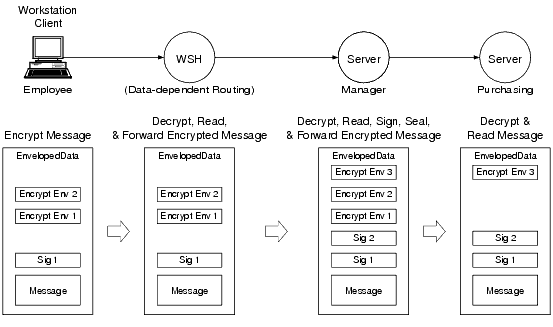 Workstation
Client
WSH
Server
Server
Employee
(Data-dependent Routing)
Manager
Purchasing
Encrypt Message
Decrypt, Read,
& Forward Encrypted Message
Decrypt, Read, Sign, Seal,
& Forward Encrypted Message
Decrypt &
Read Message
EnvelopedData
Encrypt Env 2
Encrypt Env 1
Sig 1
Message
EnvelopedData
Encrypt Env 2
Encrypt Env 1
Sig 1
Message
EnvelopedData
Encrypt Env 3
Encrypt Env 2
Encrypt Env 1
Sig 2
Sig 1
Message
EnvelopedData
Encrypt Env 3
Sig 2
Sig 1
Message